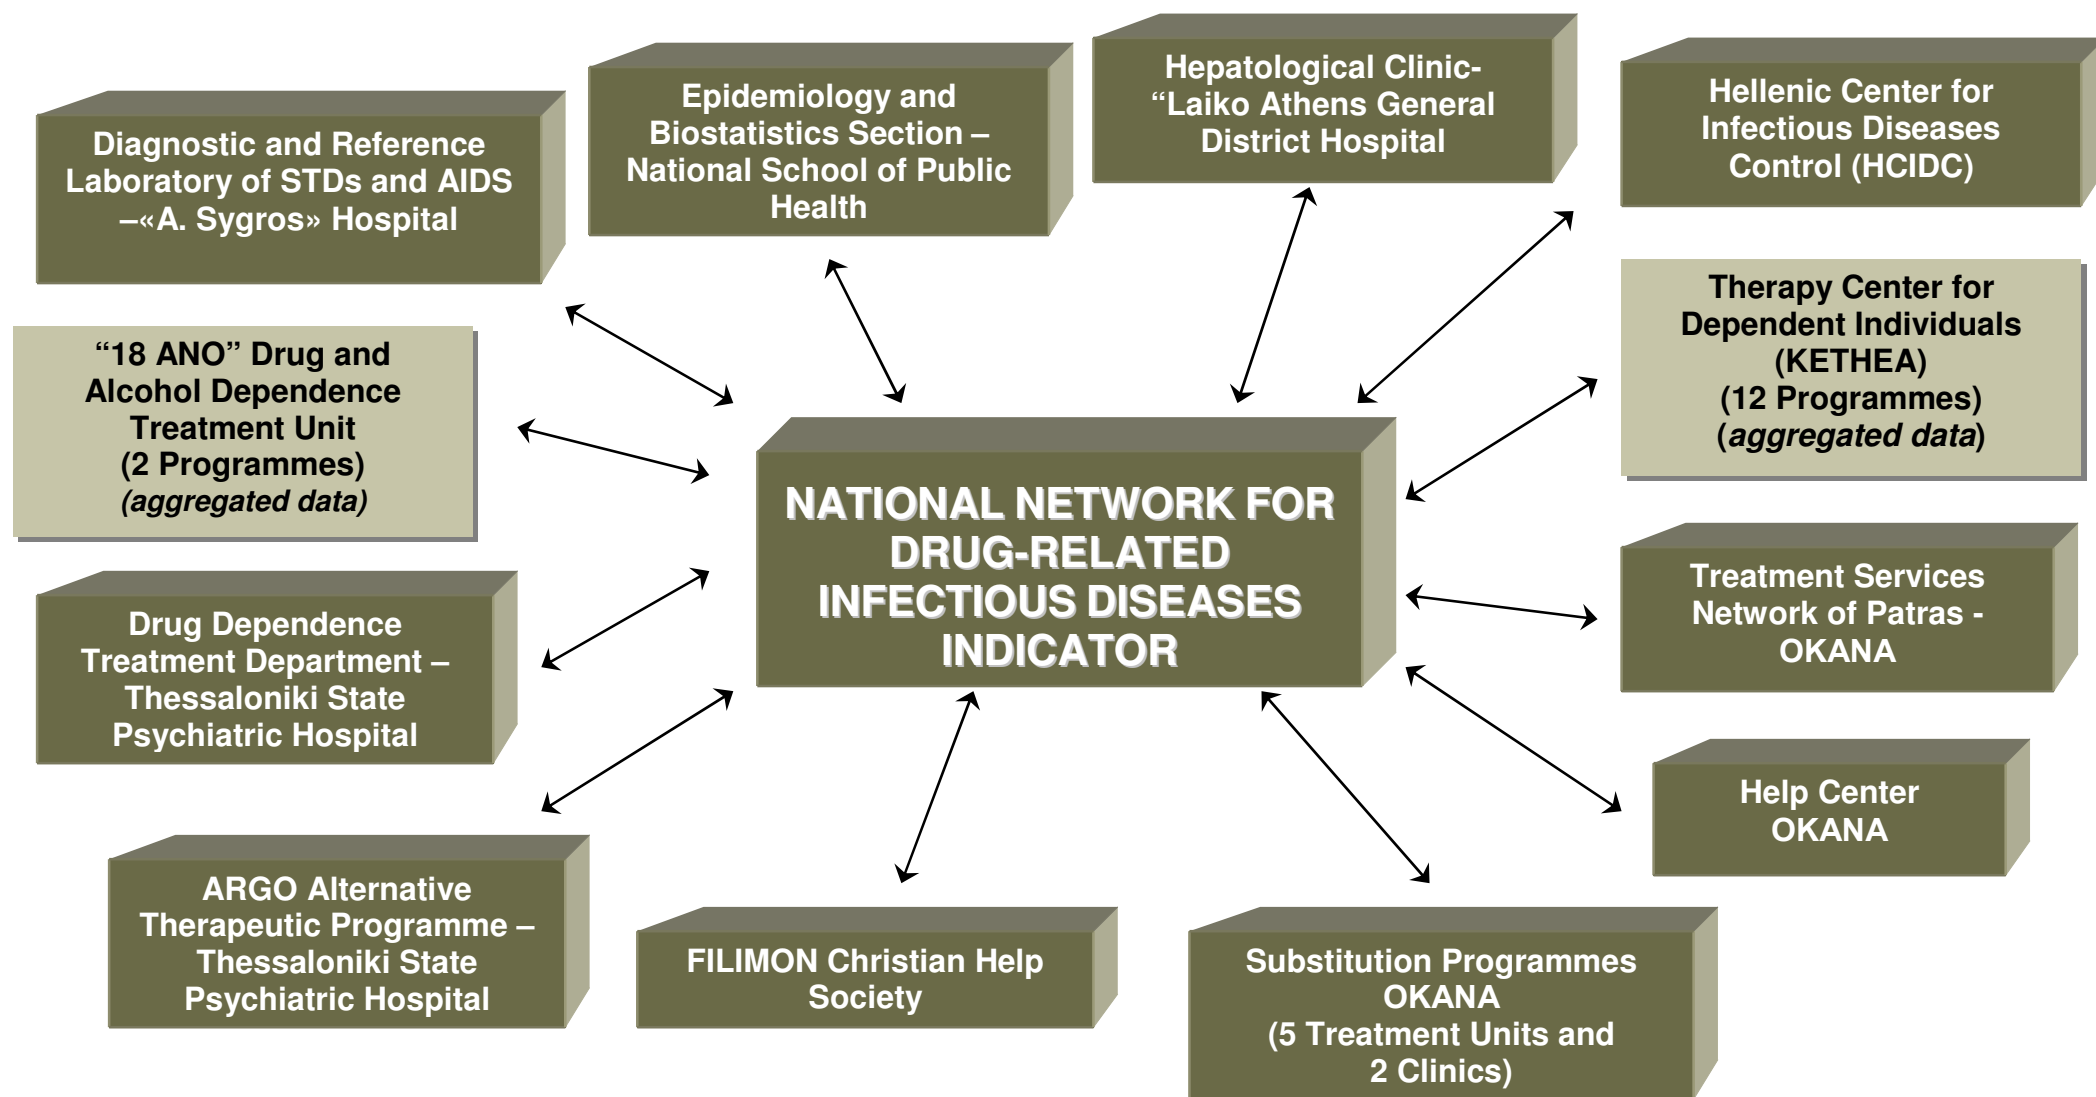 Diagnostic and Reference
Laboratory of STDs and AIDS
–«A. Sygros» Hospital
Epidemiology and
Biostatistics Section –
National School of Public
Health
Hepatological Clinic-
“Laiko Athens General
District Hospital
Hellenic Center for
Infectious Diseases
Control (HCIDC)
“18 ANO” Drug and
Alcohol Dependence
Treatment Unit
(2 Programmes)
(aggregated data)
Therapy Center for
Dependent Individuals
(KETHEA)
(12 Programmes)
(aggregated data)
NATIONAL NETWORK FOR
DRUG-RELATED
INFECTIOUS DISEASES
INDICATOR
Drug Dependence
Treatment Department –
Thessaloniki State
Psychiatric Hospital
Treatment Services
Network of Patras -
OKANA
Help Center
OKANA
ARGO Alternative
Therapeutic Programme –
Thessaloniki State
Psychiatric Hospital
FILIMON Christian Help
Society
Substitution Programmes
OKANA
(5 Treatment Units and
2 Clinics)